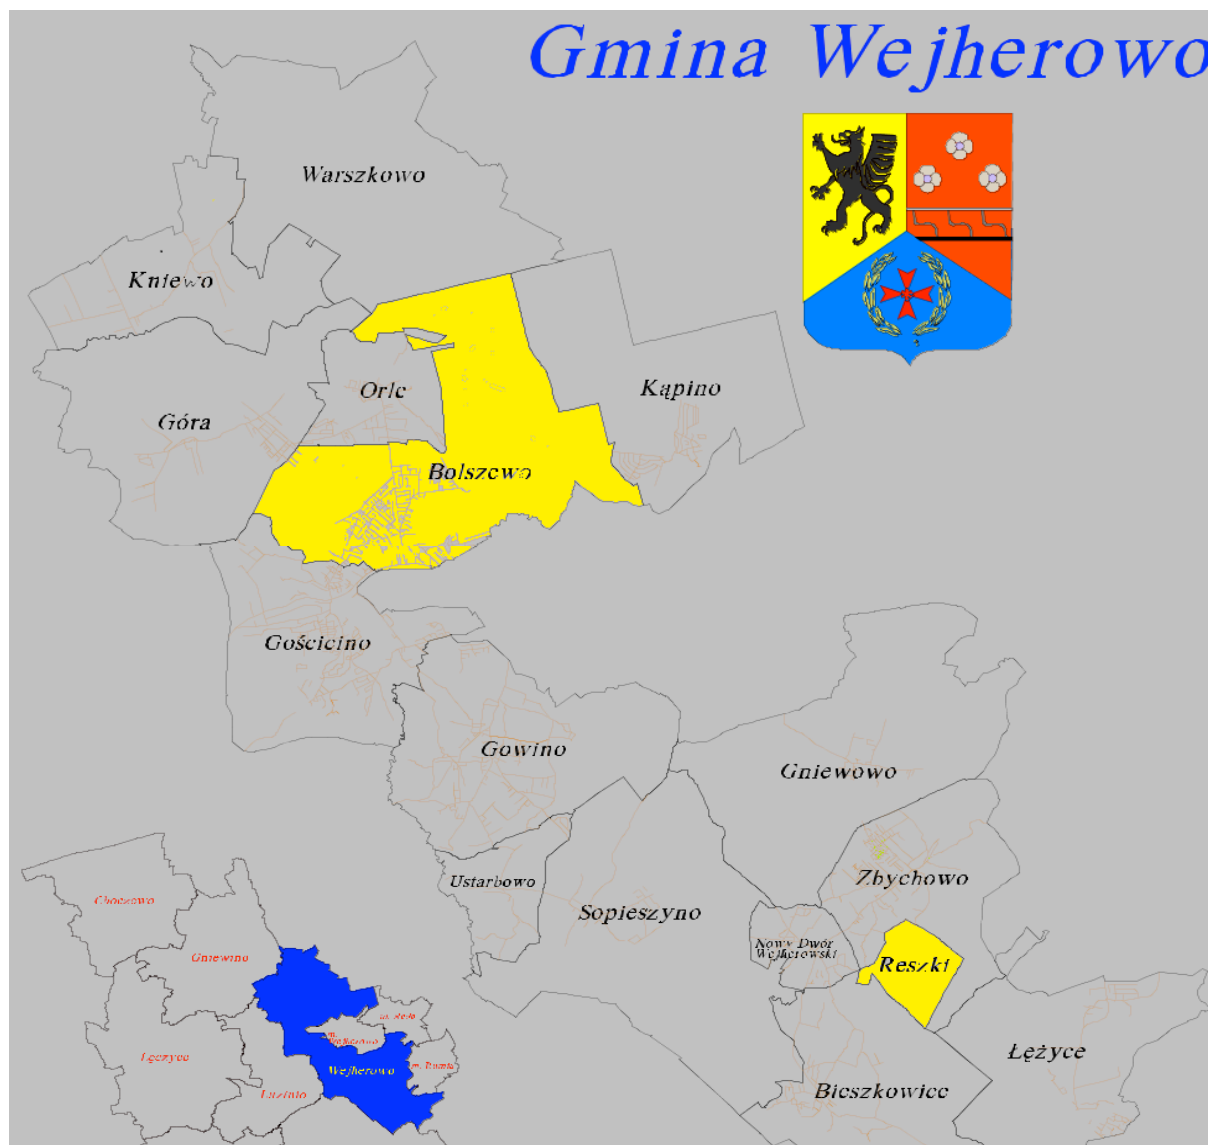 Gmina Wejherowo
Warszkowo
Kniewo
Orle
Kąpino
Góra
Bolszewo
Gościcino
Gowino
Gniewowo
Ustarbowo
Zbychowo
Sopieszyno
Nowy Dwór
Wejherowski
Reszki
Łężyce
Bieszkowice
Choczewo
Gniewino
m. Reda
m.
Wejherowo
Łęczyce
Wejherowo
m. Rumia
Luzino